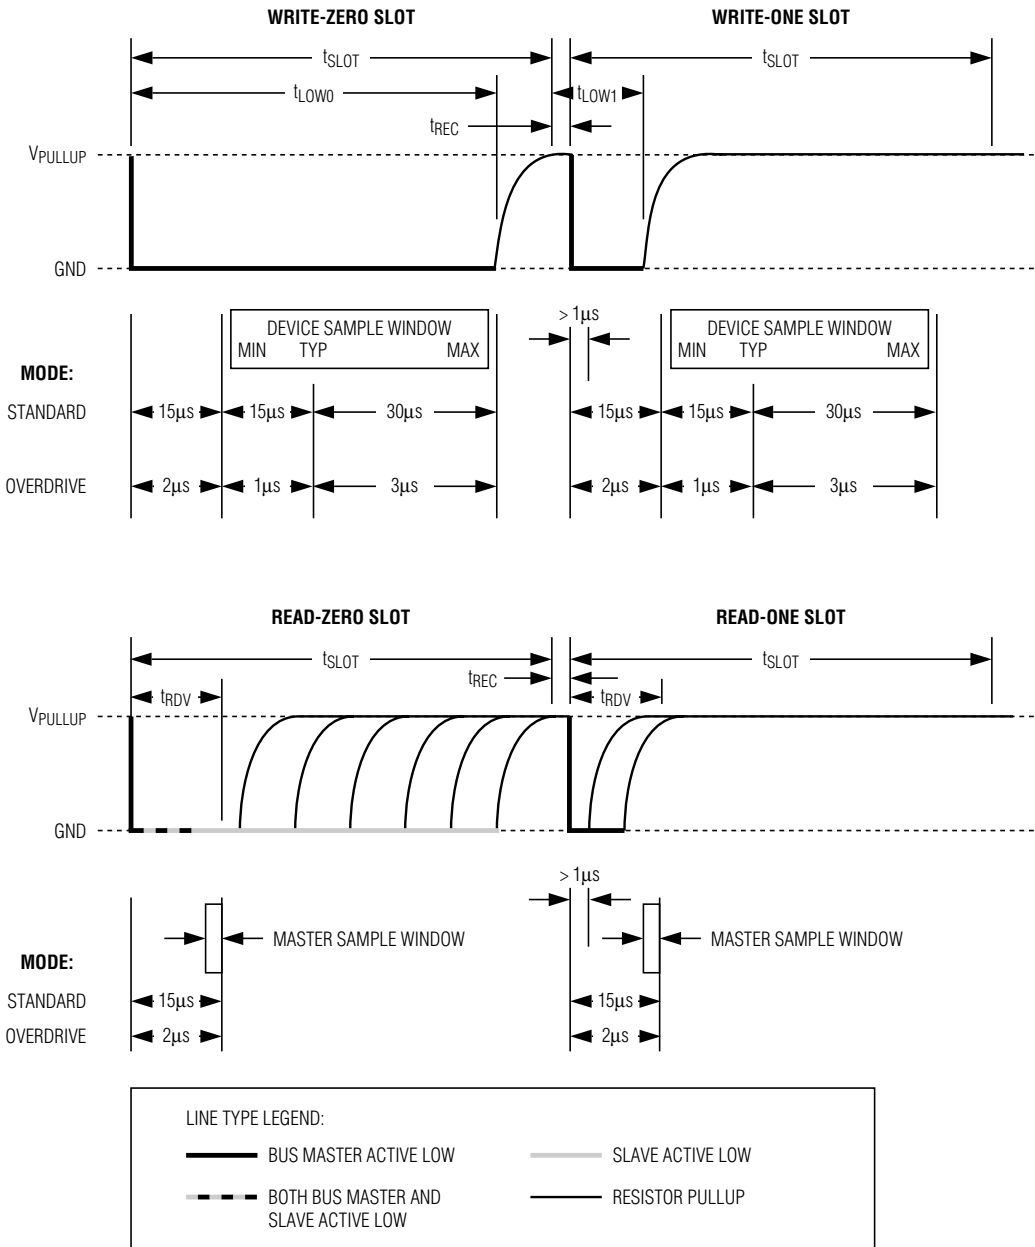 WRITE-ZERO SLOT WRITE-ONE SLOT
tSLOT tSLOT
tLOW0 tLOW1
tREC
VPULLUP
GND
> 1µs
DEVICE SAMPLE WINDOW DEVICE SAMPLE WINDOW
MIN TYP MAX MIN TYP MAX
MODE:
STANDARD 15µs 15µs 30µs 15µs 15µs 30µs
OVERDRIVE 2µs 1µs 3µs 2µs 1µs 3µs
READ-ZERO SLOT READ-ONE SLOT
tSLOT tSLOT
tREC
tRDV tRDV
VPULLUP
GND
> 1µs
MASTER SAMPLE WINDOW MASTER SAMPLE WINDOW
MODE:
STANDARD 15µs 15µs
OVERDRIVE 2µs 2µs
LINE TYPE LEGEND:
BUS MASTER ACTIVE LOW SLAVE ACTIVE LOW
BOTH BUS MASTER AND RESISTOR PULLUP
SLAVE ACTIVE LOW